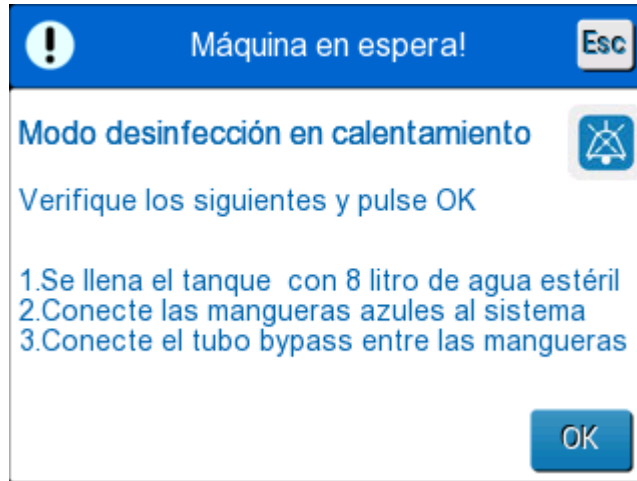 Máquina en espera!
Esc
Modo desinfección en calentamiento
Verifique los siguientes y pulse OK
1.Se llena el tanque con 8 litro de agua estéril
2.Conecte las mangueras azules al sistema
3.Conecte el tubo bypass entre las mangueras
OK